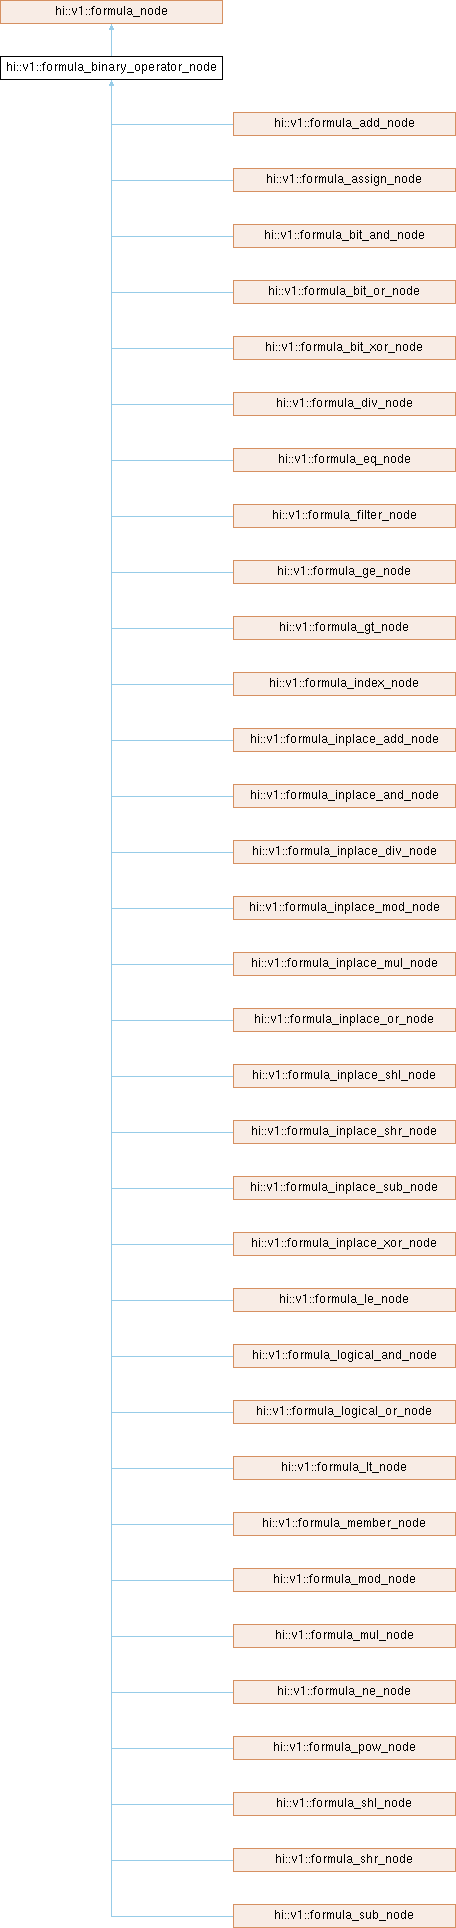 hi::v1::formula_node
hi::v1::formula_binary_operator_node
hi::v1::formula_add_node
hi::v1::formula_assign_node
hi::v1::formula_bit_and_node
hi::v1::formula_bit_or_node
hi::v1::formula_bit_xor_node
hi::v1::formula_div_node
hi::v1::formula_eq_node
hi::v1::formula_filter_node
hi::v1::formula_ge_node
hi::v1::formula_gt_node
hi::v1::formula_index_node
hi::v1::formula_inplace_add_node
hi::v1::formula_inplace_and_node
hi::v1::formula_inplace_div_node
hi::v1::formula_inplace_mod_node
hi::v1::formula_inplace_mul_node
hi::v1::formula_inplace_or_node
hi::v1::formula_inplace_shl_node
hi::v1::formula_inplace_shr_node
hi::v1::formula_inplace_sub_node
hi::v1::formula_inplace_xor_node
hi::v1::formula_le_node
hi::v1::formula_logical_and_node
hi::v1::formula_logical_or_node
hi::v1::formula_lt_node
hi::v1::formula_member_node
hi::v1::formula_mod_node
hi::v1::formula_mul_node
hi::v1::formula_ne_node
hi::v1::formula_pow_node
hi::v1::formula_shl_node
hi::v1::formula_shr_node
hi::v1::formula_sub_node